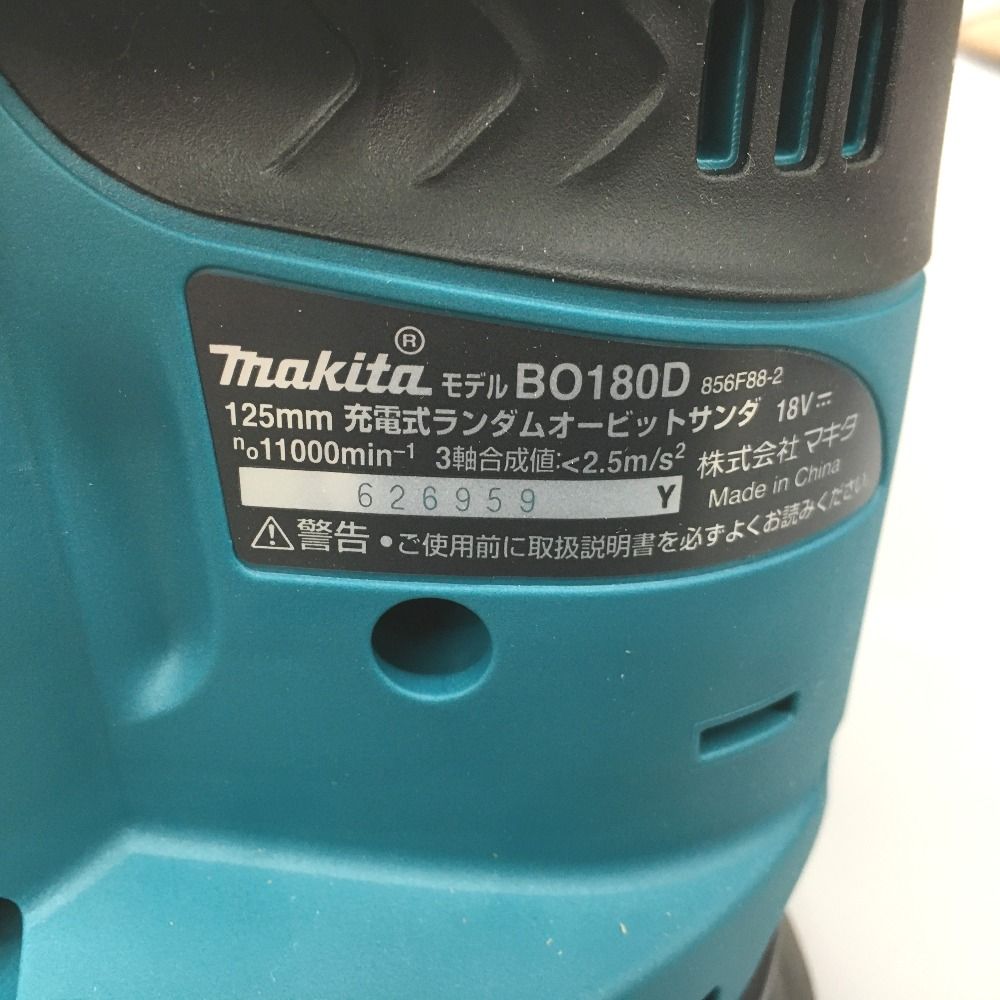 makita® モデル BO180D 856F88-2
125mm 充電式ランダムオービットサンダ 18V⎓
n₀11000min⁻¹ 3軸合成値:<2.5m/s² 株式会社 マキタ
626959 Y Made in China
⚠警告 •ご使用前に取扱説明書を必ずよくお読みください。